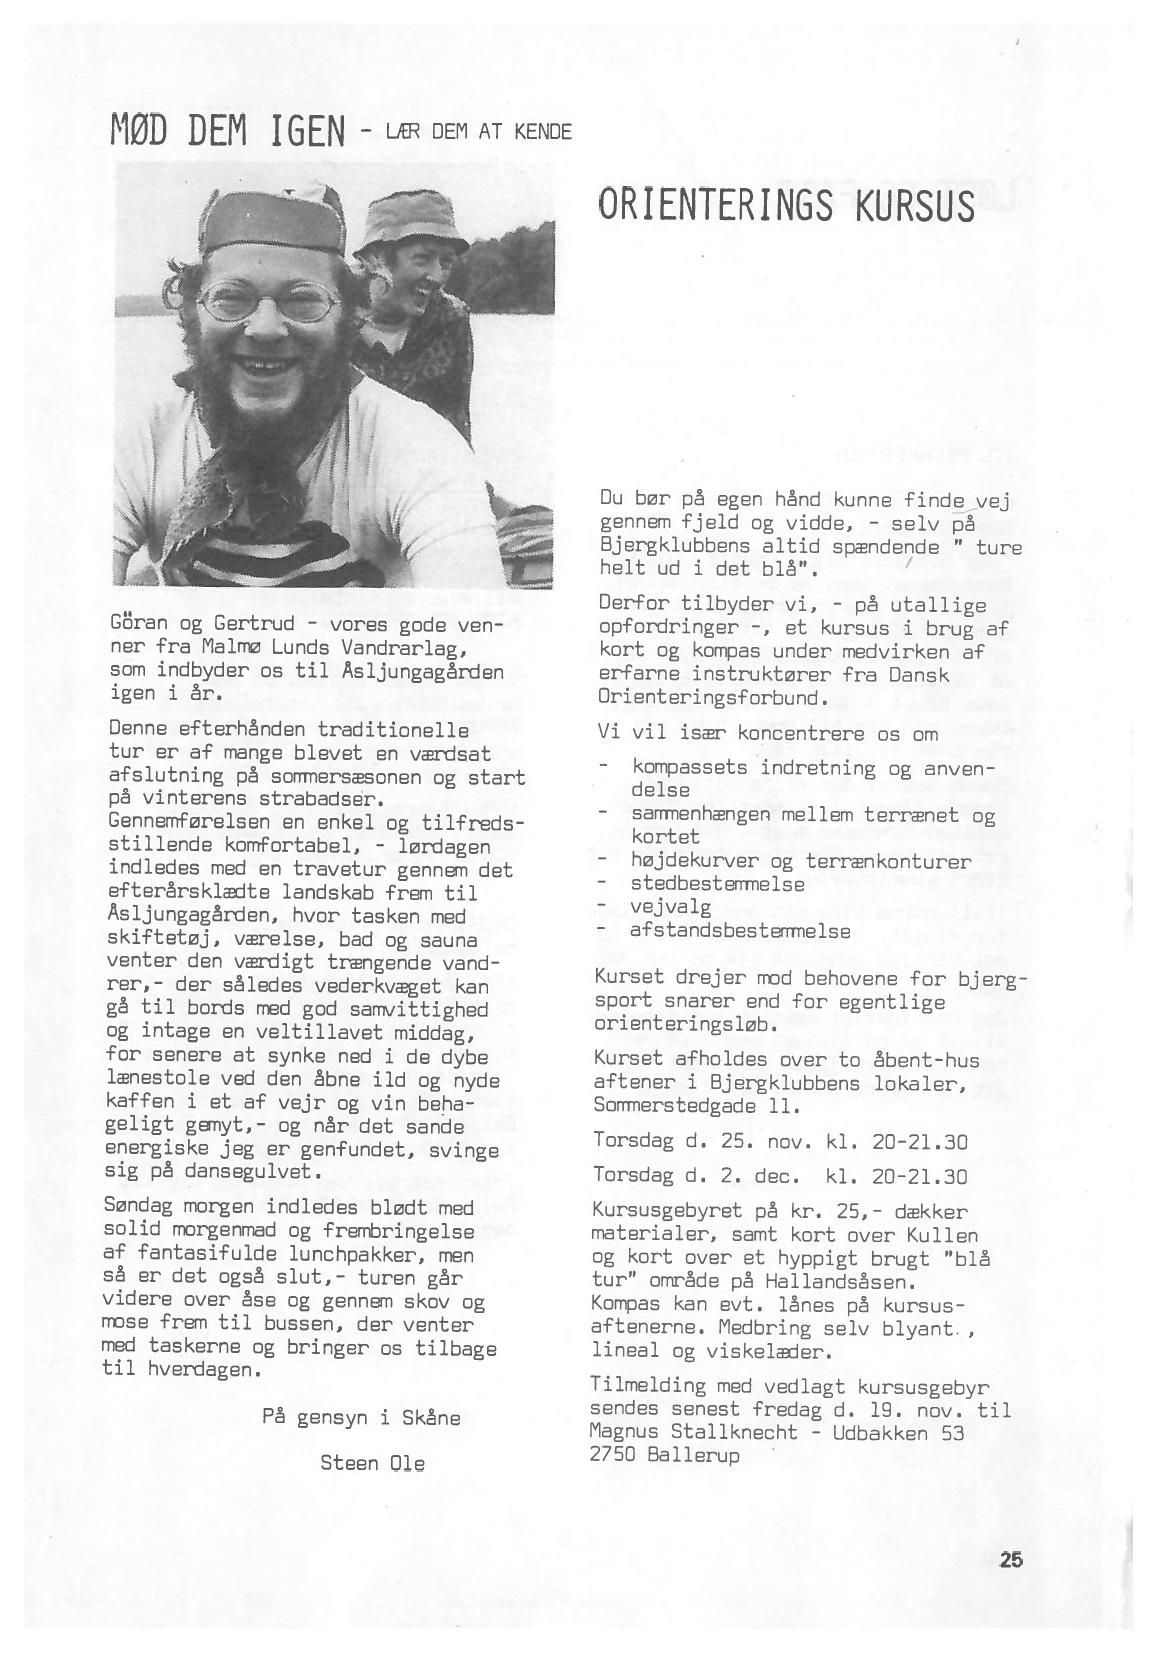 MØD DEM IGEN - LÆR DEM AT KENDE
Göran og Gertrud - vores gode ven-
ner fra Malmø Lunds Vandrarlag,
som indbyder os til Åsljungagården
igen i år.
Denne efterhånden traditionelle
tur er af mange blevet en værdsat
afslutning på sommersæsonen og start
på vinterens strabadser.
Gennemførelsen en enkel og tilfreds-
stillende komfortabel, - lørdagen
indledes med en travetur gennem det
efterårsklædte landskab frem til
Åsljungagården, hvor tasken med
skiftetøj, værelse, bad og sauna
venter den værdigt trængende vand-
rer,- der således vederkvæget kan
gå til bords med god samvittighed
og intage en veltillavet middag,
for senere at synke ned i de dybe
lænestole ved den åbne ild og nyde
kaffen i et af vejr og vin beha-
geligt gemyt,- og når det sande
energiske jeg er genfundet, svinge
sig på dansegulvet.
Søndag morgen indledes blødt med
solid morgenmad og frembringelse
af fantasifulde lunchpakker, men
så er det også slut,- turen går
videre over åse og gennem skov og
mose frem til bussen, der venter
med taskerne og bringer os tilbage
til hverdagen.
På gensyn i Skåne
Steen Ole
ORIENTERINGS KURSUS
Du bør på egen hånd kunne finde vej
gennem fjeld og vidde, - selv på
Bjergklubbens altid spændende " ture
helt ud i det blå".
Derfor tilbyder vi, - på utallige
opfordringer -, et kursus i brug af
kort og kompas under medvirken af
erfarne instruktører fra Dansk
Orienteringsforbund.
Vi vil især koncentrere os om
- kompassets indretning og anven-
delse
- sammenhængen mellem terrænet og
kortet
- højdekurver og terrænkonturer
- stedbestemmelse
- vejvalg
- afstandsbestemmelse
Kurset drejer mod behovene for bjerg-
sport snarer end for egentlige
orienteringsløb.
Kurset afholdes over to åbent-hus
aftener i Bjergklubbens lokaler,
Sommerstedgade 11.
Torsdag d. 25. nov. kl. 20-21.30
Torsdag d. 2. dec. kl. 20-21.30
Kursusgebyret på kr. 25,- dækker
materialer, samt kort over Kullen
og kort over et hyppigt brugt "blå
tur" område på Hallandsåsen.
Kompas kan evt. lånes på kursus-
aftenerne. Medbring selv blyant. ,
lineal og viskelæder.
Tilmelding med vedlagt kursusgebyr
sendes senest fredag d. 19. nov. til
Magnus Stallknecht - Udbakken 53
2750 Ballerup
25